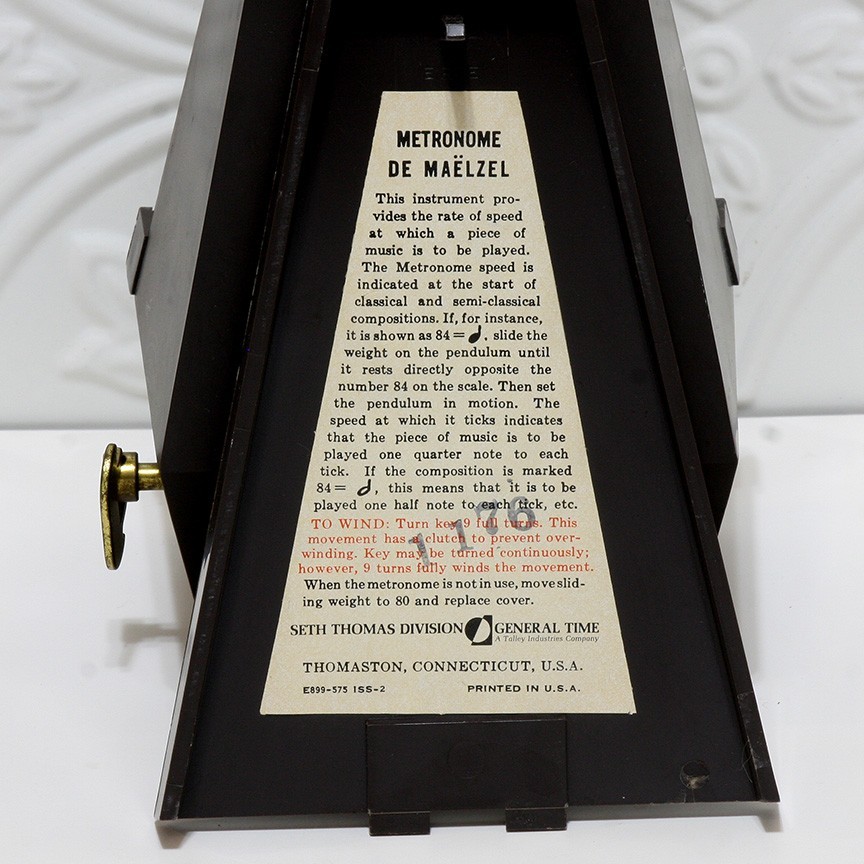 METRONOME
DE MAËLZEL
This instrument pro-
vides the rate of speed
at which a piece of
music is to be played.
The Metronome speed is
indicated at the start of
classical and semi-classical
compositions. If, for instance,
it is shown as 84 = 𝅘𝅥, slide the
weight on the pendulum until
it rests directly opposite the
number 84 on the scale. Then set
the pendulum in motion. The
speed at which it ticks indicates
that the piece of music is to be
played one quarter note to each
tick. If the composition is marked
84 = 𝅗𝅥, this means that it is to be
played one half note to each tick, etc.
TO WIND: Turn key 9 full turns. This
movement has a clutch to prevent over-
winding. Key may be turned continuously;
however, 9 turns fully winds the movement.
When the metronome is not in use, move slid-
ing weight to 80 and replace cover.
1176
SETH THOMAS DIVISION GENERAL TIME
A Talley Industries Company
THOMASTON, CONNECTICUT, U.S.A.
E899-575 ISS-2 PRINTED IN U.S.A.